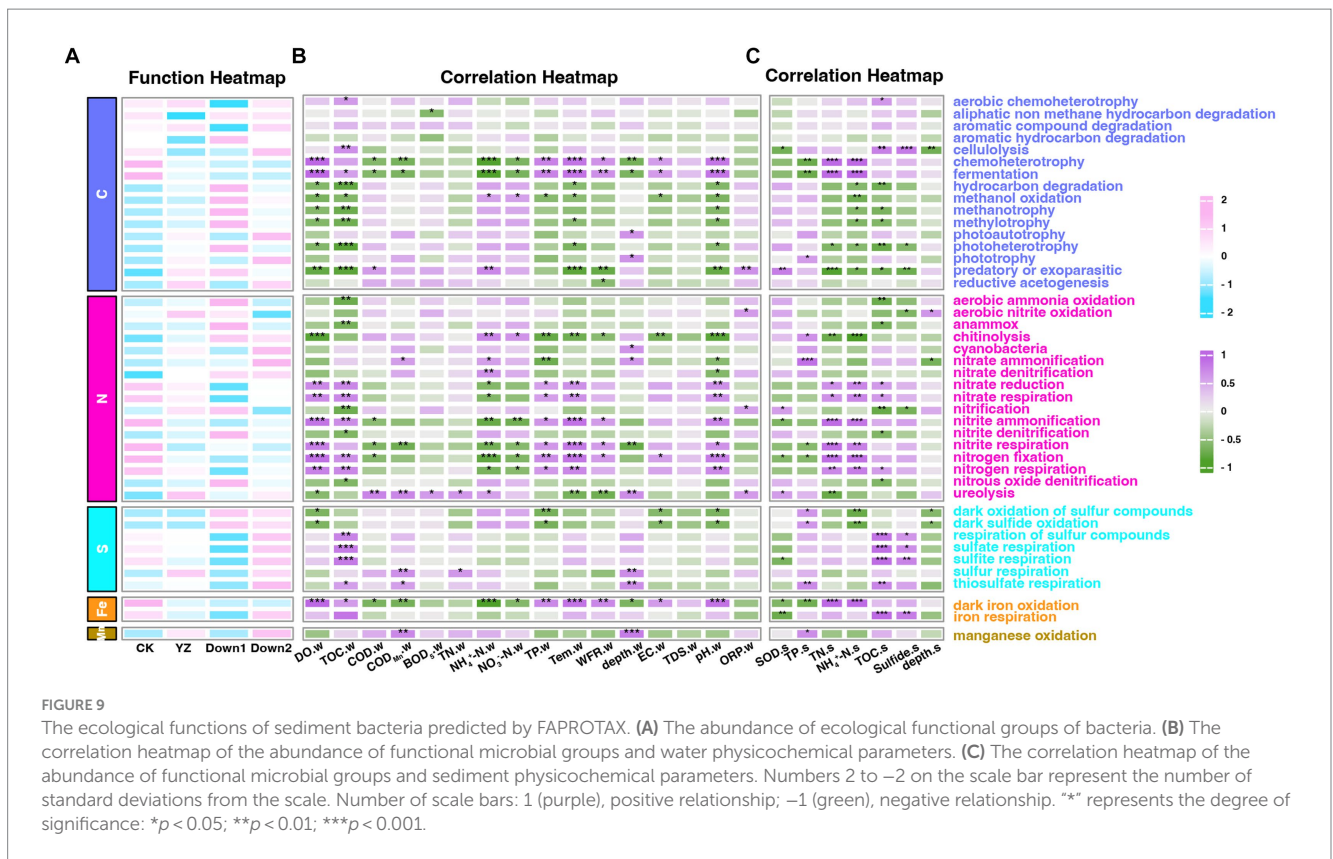 A
B
C
Function Heatmap
Correlation Heatmap
Correlation Heatmap
C
aerobic chemoheterotrophy
aliphatic non methane hydrocarbon degradation
aromatic compound degradation
aromatic hydrocarbon degradation
cellulolysis
chemoheterotrophy
fermentation
hydrocarbon degradation
methanol oxidation
methanotrophy
methylotrophy
photoautotrophy
photoheterotrophy
phototrophy
predatory or exoparasitic
reductive acetogenesis
N
aerobic ammonia oxidation
aerobic nitrite oxidation
anammox
chitinolysis
cyanobacteria
nitrate ammonification
nitrate denitrification
nitrate reduction
nitrate respiration
nitrification
nitrite ammonification
nitrite denitrification
nitrite respiration
nitrogen fixation
nitrogen respiration
nitrous oxide denitrification
ureolysis
S
dark oxidation of sulfur compounds
dark sulfide oxidation
respiration of sulfur compounds
sulfate respiration
sulfite respiration
sulfur respiration
thiosulfate respiration
Fe
dark iron oxidation
iron respiration
Mn
manganese oxidation
2
1
0
- 1
- 2
1
0.5
0
- 0.5
- 1
CK YZ Down1 Down2
DO.w TOC.w COD.w CODMn.w BOD5.w TN.w NH4+-N.w NO3--N.w TP.w Tem.w WFR.w depth.w EC.w TDS.w pH.w ORP.w
SOD.s TP.s TN.s NH4+-N.s TOC.s Sulfide.s depth.s
FIGURE 9
The ecological functions of sediment bacteria predicted by FAPROTAX. (A) The abundance of ecological functional groups of bacteria. (B) The
correlation heatmap of the abundance of functional microbial groups and water physicochemical parameters. (C) The correlation heatmap of the
abundance of functional microbial groups and sediment physicochemical parameters. Numbers 2 to −2 on the scale bar represent the number of
standard deviations from the scale. Number of scale bars: 1 (purple), positive relationship; −1 (green), negative relationship. "*" represents the degree of
significance: *p < 0.05; **p < 0.01; ***p < 0.001.